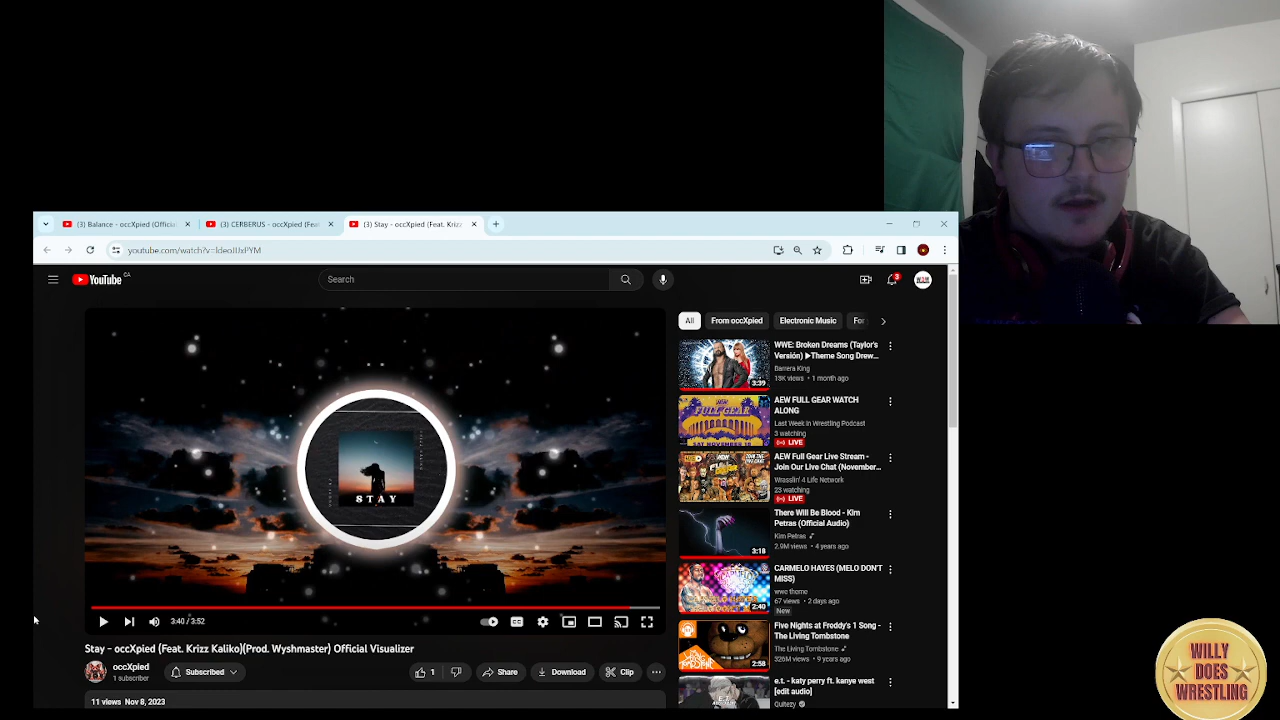 (3) Balance - occXpied (Officia
(3) CERBERUS - occXpied (Fea
(3) Stay - occXpied (Feat. Krizz
YouTube CA
Search
3
STAY
3:40 / 3:52
Stay - occXpied (Feat. Krizz Kaliko)(Prod. Wyshmaster) Official Visualizer
occXpied
1 subscriber
Subscribed
1
Share
Download
Clip
11 views Nov 8, 2023
All
From occXpied
Electronic Music
For
3:39
WWE: Broken Dreams (Taylor's
Versión) ▶Theme Song Drew...
Barrera King
13K views • 1 month ago
FULL GEAR
AEW FULL GEAR WATCH
ALONG
Last Week in Wrestling Podcast
3 watching
LIVE
AEW Full Gear Live Stream -
Join Our Live Chat (November...
Wrasslin' 4 Life Network
23 watching
LIVE
3:18
There Will Be Blood - Kim
Petras (Official Audio)
Kim Petras
2.9M views • 4 years ago
2:40
CARMELO HAYES (MELO DON'T
MISS)
wwe theme
67 views • 2 days ago
New
2:58
Five Nights at Freddy's 1 Song -
The Living Tombstone
The Living Tombstone
326M views • 9 years ago
e.t. - katy perry ft. kanye west
[edit audio]
Quitezy
WILLY
DOES
WRESTLING